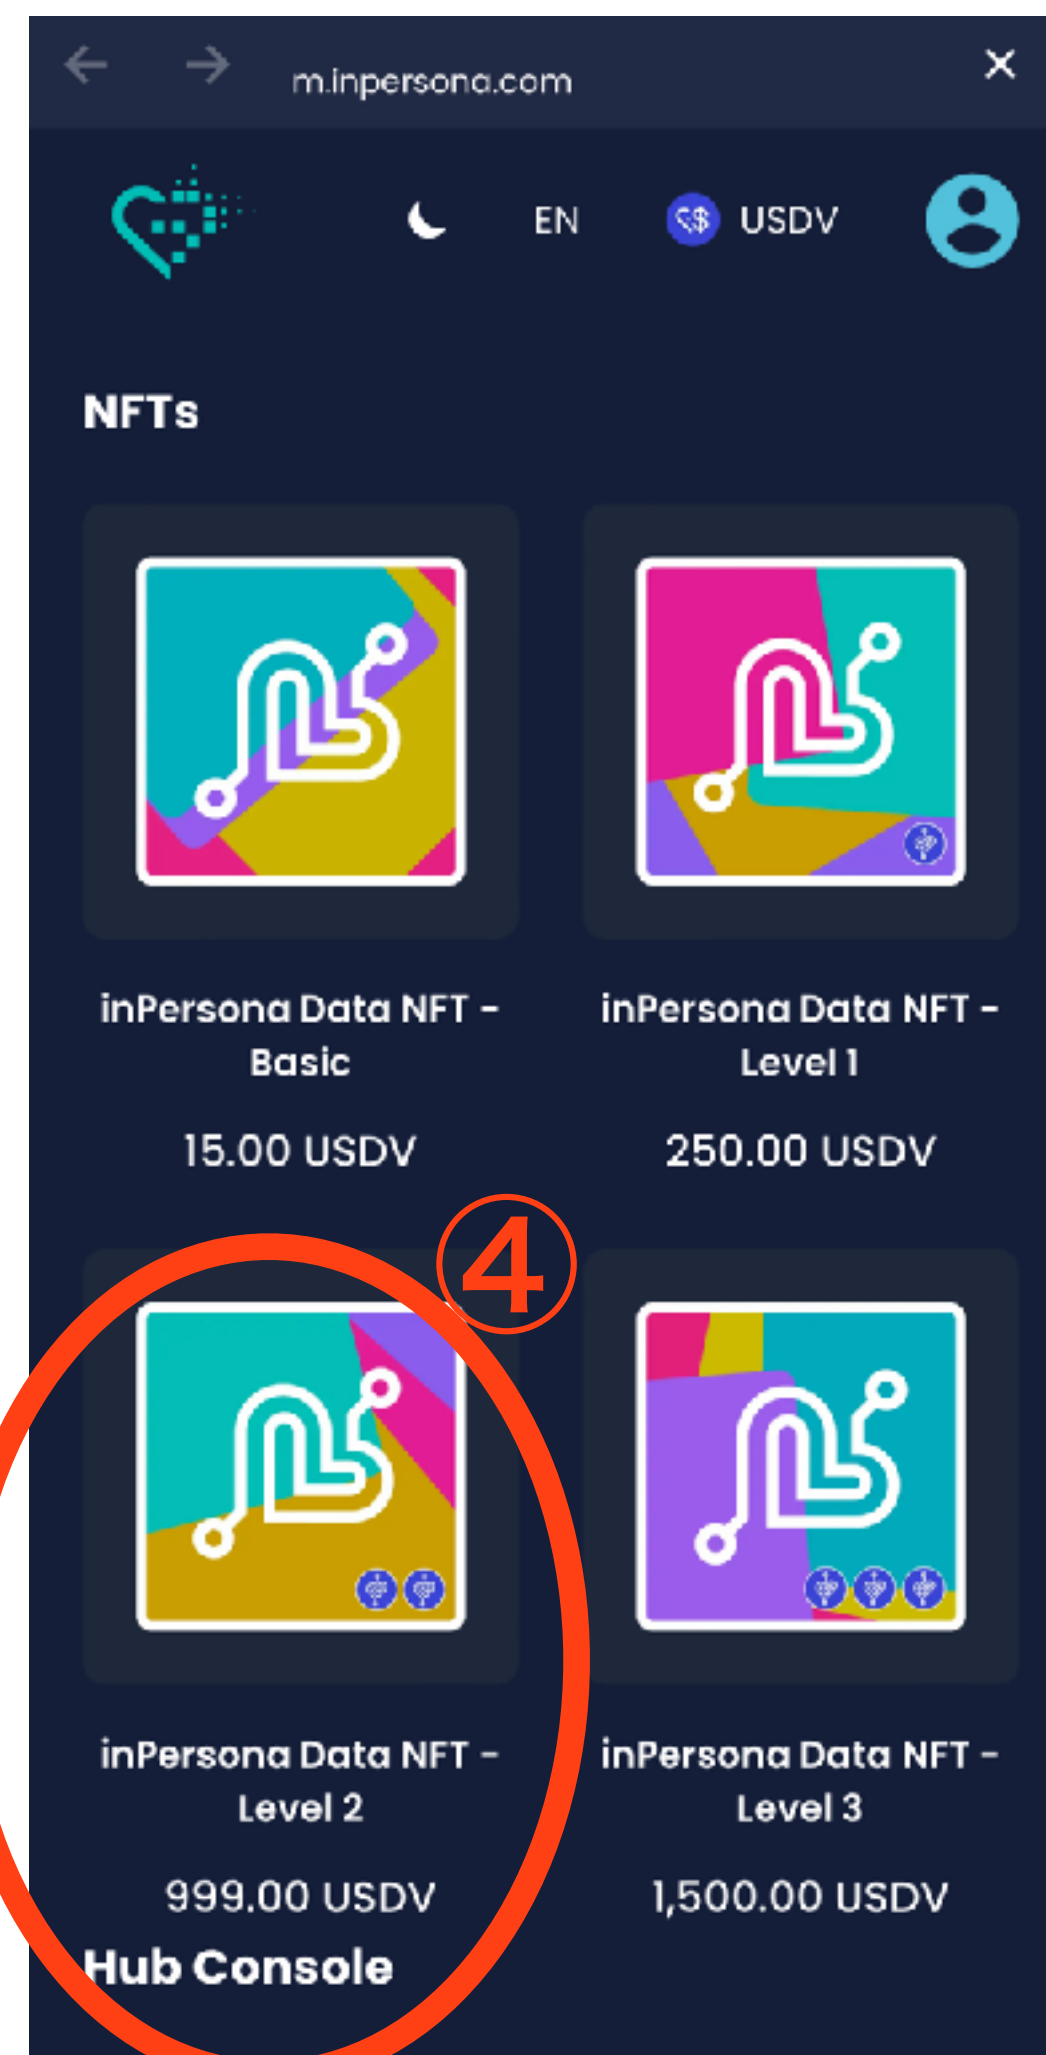 m.inpersona.com
EN
USDV
NFTs
inPersona Data NFT -
Basic
15.00 USDV
inPersona Data NFT -
Level 1
250.00 USDV
④
inPersona Data NFT -
Level 2
999.00 USDV
inPersona Data NFT -
Level 3
1,500.00 USDV
Hub Console